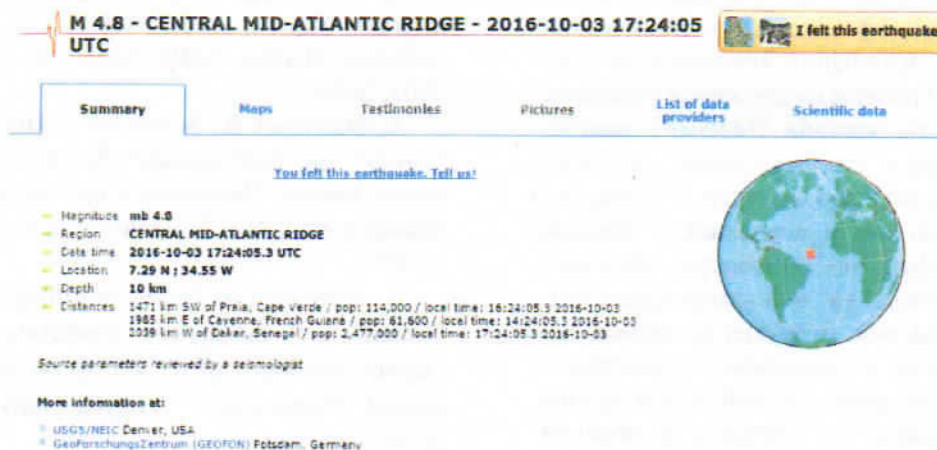 M 4.8 - CENTRAL MID-ATLANTIC RIDGE - 2016-10-03 17:24:05
UTC
I felt this earthquake
Summary
Maps
Testimonies
Pictures
List of data
providers
Scientific data
You felt this earthquake. Tell us!
Magnitude mb 4.8
Region CENTRAL MID-ATLANTIC RIDGE
Date time 2016-10-03 17:24:05.3 UTC
Location 7.29 N ; 34.55 W
Depth 10 km
Distances 1471 km SW of Praia, Cape Verde / pop: 114,000 / local time: 16:24:05.3 2016-10-03
1985 km E of Cayenne, French Guiana / pop: 61,600 / local time: 14:24:05.3 2016-10-03
2039 km W of Dakar, Senegal / pop: 2,477,000 / local time: 17:24:05.3 2016-10-03
Source parameters reviewed by a seismologist
More information at:
USGS/NEIC Denver, USA
GeoForschungsZentrum (GEOFON) Potsdam, Germany